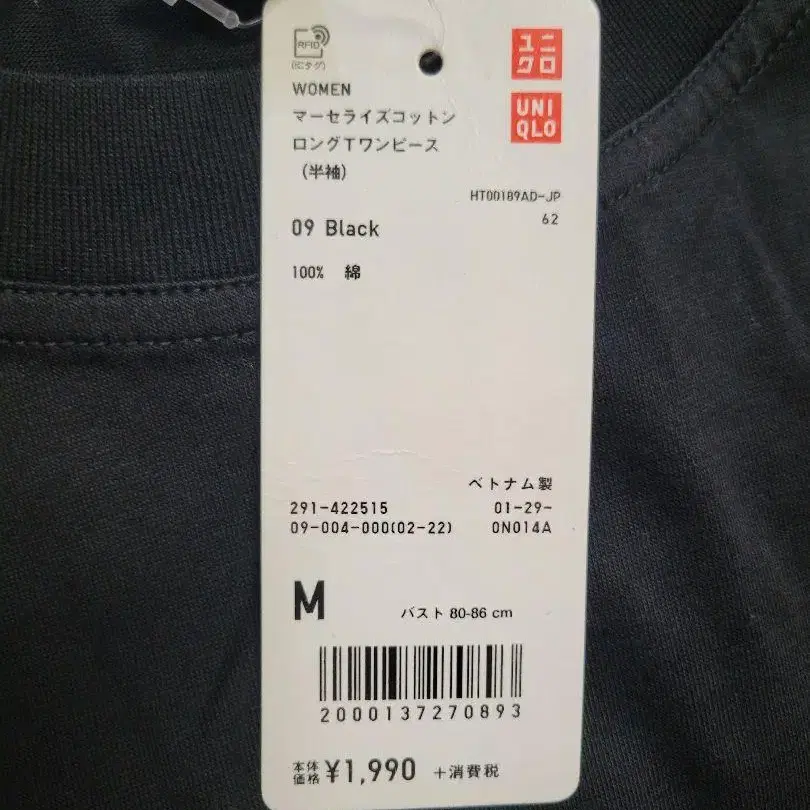 RFID
(ICタグ)
ユニ
クロ
UNI
QLO
WOMEN
マーセライズコットン
ロングTワンピース
(半袖)
HT00189AD-JP
62
09 Black
100% 綿
ベトナム製
291-422515 01-29-
09-004-000(02-22) 0N014A
M バスト 80-86 cm
2000137270893
本体価格 ¥1,990 +消費税